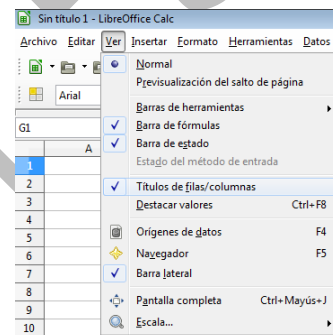 Sin título 1 - LibreOffice Calc
Archivo Editar Ver Insertar Formato Herramientas Datos
Normal
Previsualización del salto de página
Arial
Barras de herramientas
G1
Barra de fórmulas
A
Barra de estado
1
Estado del método de entrada
2
Títulos de filas/columnas
3
Destacar valores Ctrl+F8
4
5
Orígenes de datos F4
6
Navegador F5
7
Barra lateral
8
9
Pantalla completa Ctrl+Mayús+J
10
Escala...